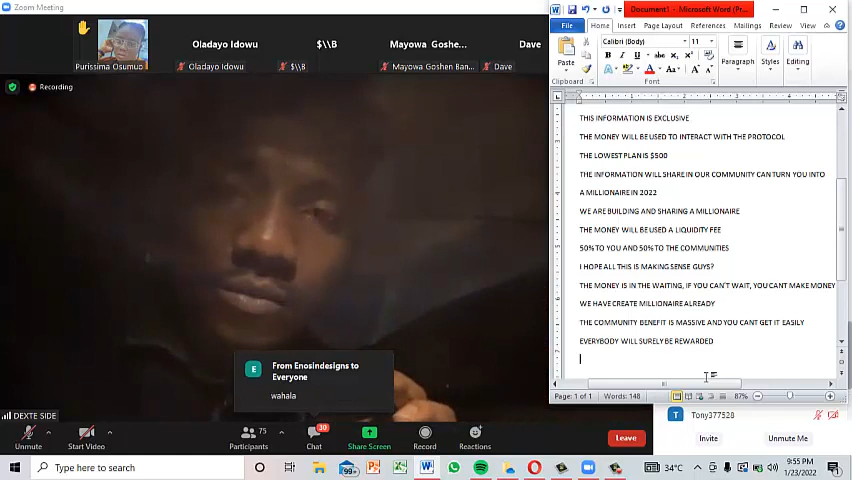 Zoom Meeting
Purissima Osumuo
Oladayo Idowu
Oladayo Idowu
$\\B
$\\B
Mayowa Goshe...
Mayowa Goshen Ban...
Dave
Dave
Recording
From Enosindesigns to
Everyone
wahala
DEXTE SIDE
Unmute
Start Video
75
Participants
30
Chat
Share Screen
Record
Reactions
Leave
Document1 - Microsoft Word (Pr...
File
Home
Insert
Page Layout
References
Mailings
Review
View
Paste
Clipboard
Calibri (Body)
11
Font
Paragraph
Styles
Editing
THIS INFORMATION IS EXCLUSIVE
THE MONEY WILL BE USED TO INTERACT WITH THE PROTOCOL
THE LOWEST PLAN IS $500
THE INFORMATION WILL SHARE IN OUR COMMUNITY CAN TURN YOU INTO
A MILLIONAIRE IN 2022
WE ARE BUILDING AND SHARING A MILLIONAIRE
THE MONEY WILL BE USED A LIQUIDITY FEE
50% TO YOU AND 50% TO THE COMMUNITIES
I HOPE ALL THIS IS MAKING SENSE GUYS?
THE MONEY IS IN THE WAITING, IF YOU CAN'T WAIT, YOU CANT MAKE MONEY
WE HAVE CREATE MILLIONAIRE ALREADY
THE COMMUNITY BENEFIT IS MASSIVE AND YOU CANT GET IT EASILY
EVERYBODY WILL SURELY BE REWARDED
Page: 1 of 1
Words: 148
87%
T
Tony377528
Invite
Unmute Me
Type here to search
99+
34°C
9:55 PM
1/23/2022